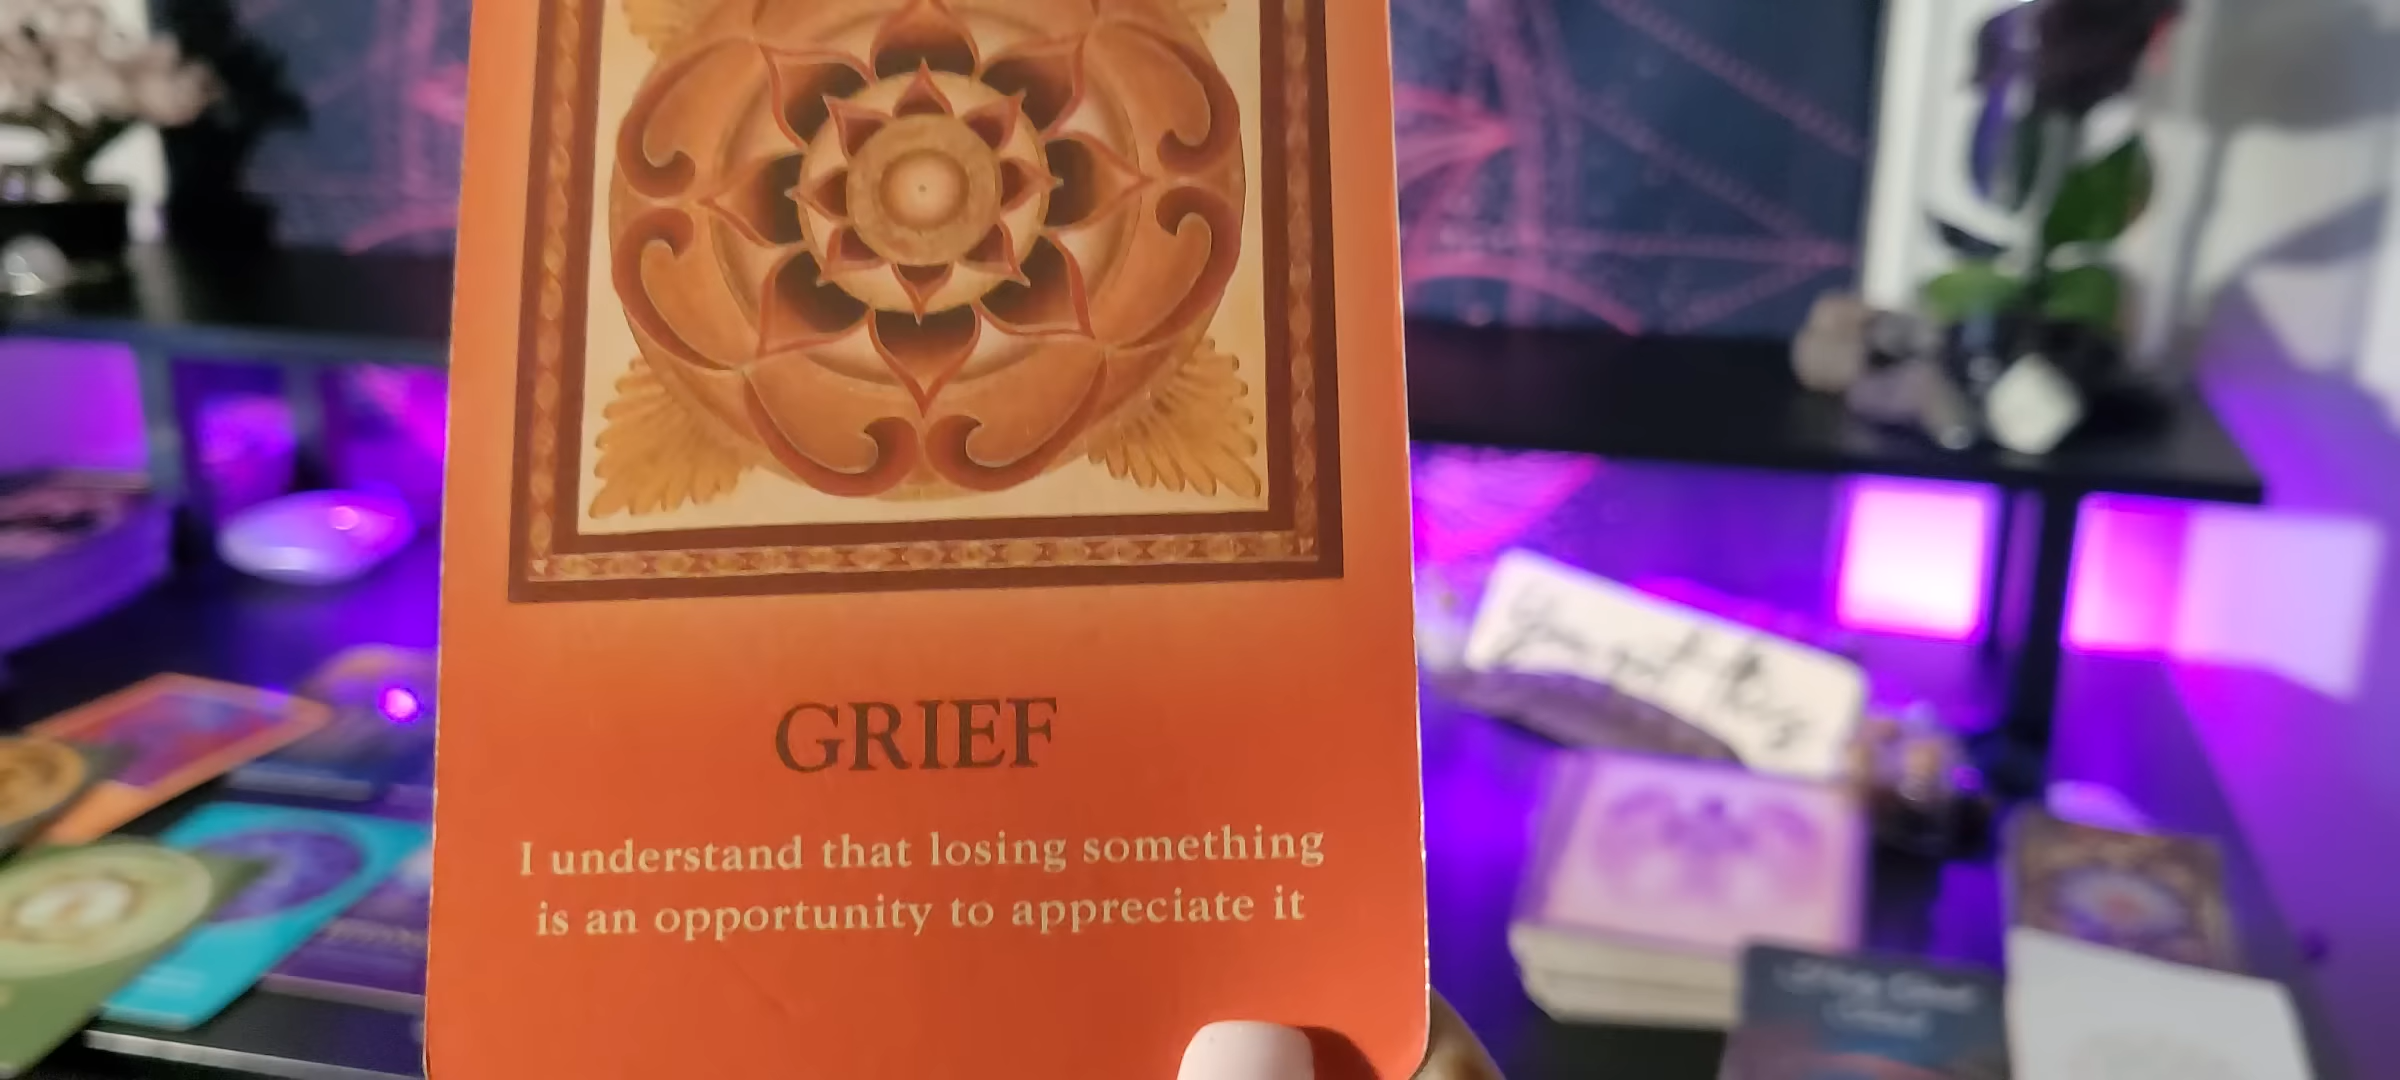 GRIEF
I understand that losing something
is an opportunity to appreciate it